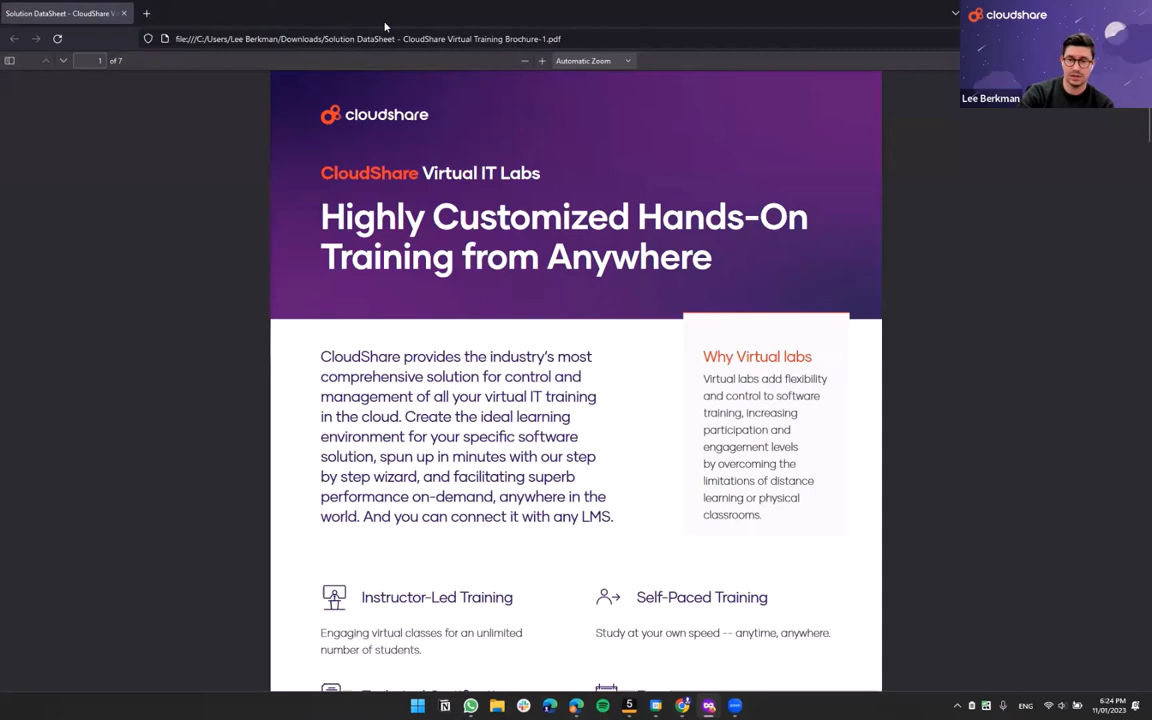 Solution DataSheet - CloudShare V
file:///C:/Users/Lee Berkman/Downloads/Solution DataSheet - CloudShare Virtual Training Brochure-1.pdf
1 of 7
Automatic Zoom
cloudshare
Lee Berkman
cloudshare
CloudShare Virtual IT Labs
Highly Customized Hands-On
Training from Anywhere
CloudShare provides the industry's most
comprehensive solution for control and
management of all your virtual IT training
in the cloud. Create the ideal learning
environment for your specific software
solution, spun up in minutes with our step
by step wizard, and facilitating superb
performance on-demand, anywhere in the
world. And you can connect it with any LMS.
Why Virtual labs
Virtual labs add flexibility
and control to software
training, increasing
participation and
engagement levels
by overcoming the
limitations of distance
learning or physical
classrooms.
Instructor-Led Training
Engaging virtual classes for an unlimited
number of students.
Self-Paced Training
Study at your own speed -- anytime, anywhere.
5
ENG
6:24 PM
11/01/2023